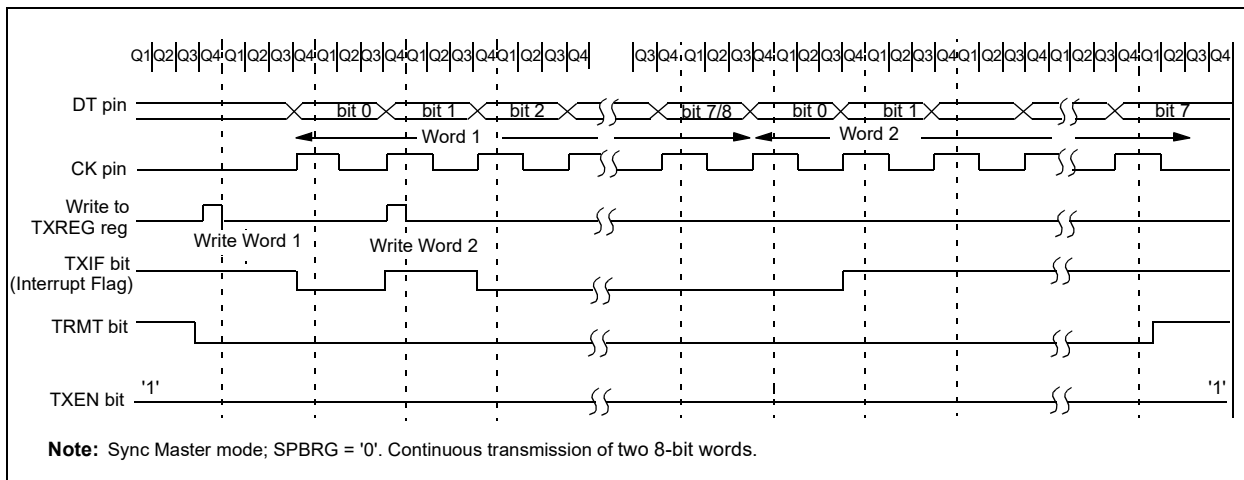 Q1 Q2 Q3 Q4 Q1 Q2 Q3 Q4 Q1 Q2 Q3 Q4 Q1 Q2 Q3 Q4 Q1 Q2 Q3 Q4 Q3 Q4 Q1 Q2 Q3 Q4 Q1 Q2 Q3 Q4 Q1 Q2 Q3 Q4 Q1 Q2 Q3 Q4 Q1 Q2 Q3 Q4 Q1 Q2 Q3 Q4
DT pin bit 0 bit 1 bit 2 bit 7/8 bit 0 bit 1 bit 7
Word 1 Word 2
CK pin
Write to
TXREG reg
Write Word 1 Write Word 2
TXIF bit
(Interrupt Flag)
TRMT bit
'1' '1'
TXEN bit
Note: Sync Master mode; SPBRG = '0'. Continuous transmission of two 8-bit words.